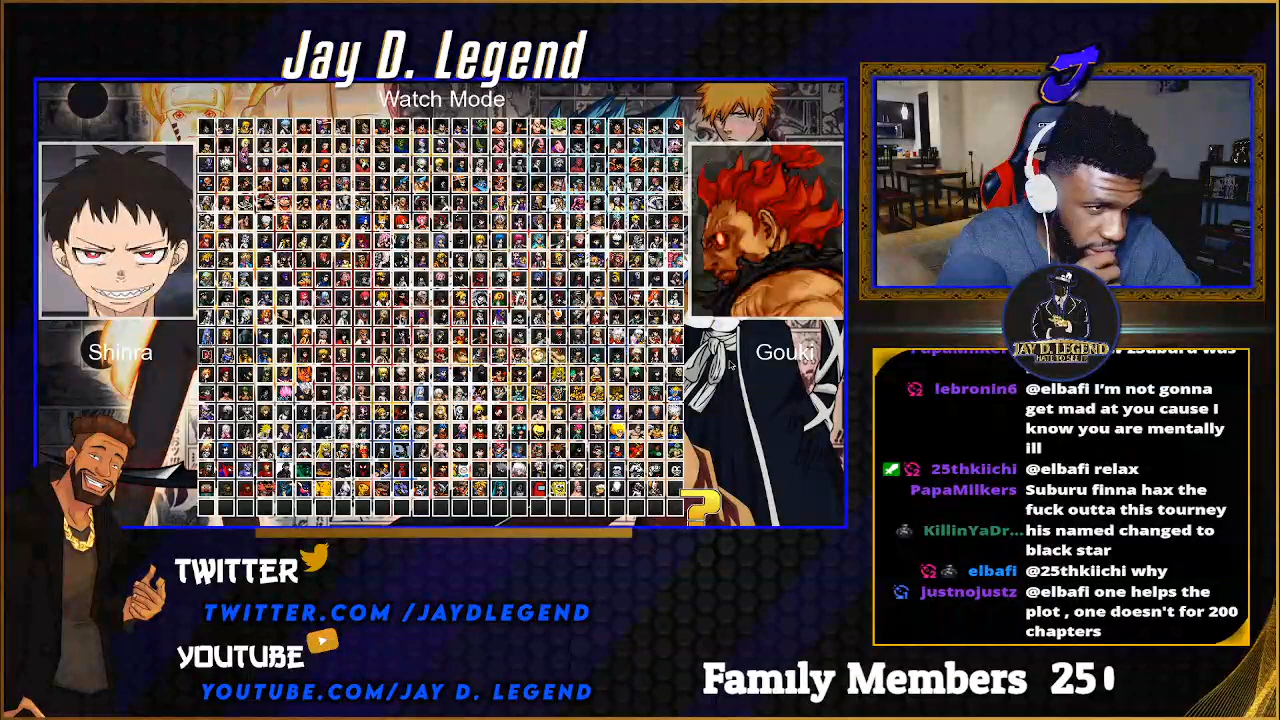 Jay D. Legend
Watch Mode
Shinra
Gouki
J
JAY D. LEGEND
lebronin6 @elbafi I'm not gonna
get mad at you cause I
know you are mentally
ill
25thkiichi @elbafi relax
PapaMilkers Suburu finna hax the
fuck outta this tourney
KillinYaDr... his named changed to
black star
elbafi @25thkiichi why
justnojustz @elbafi one helps the
plot , one doesn't for 200
chapters
?
TWITTER
TWITTER.COM /JAYDLEGEND
YOUTUBE
YOUTUBE.COM/JAY D. LEGEND
Family Members 250